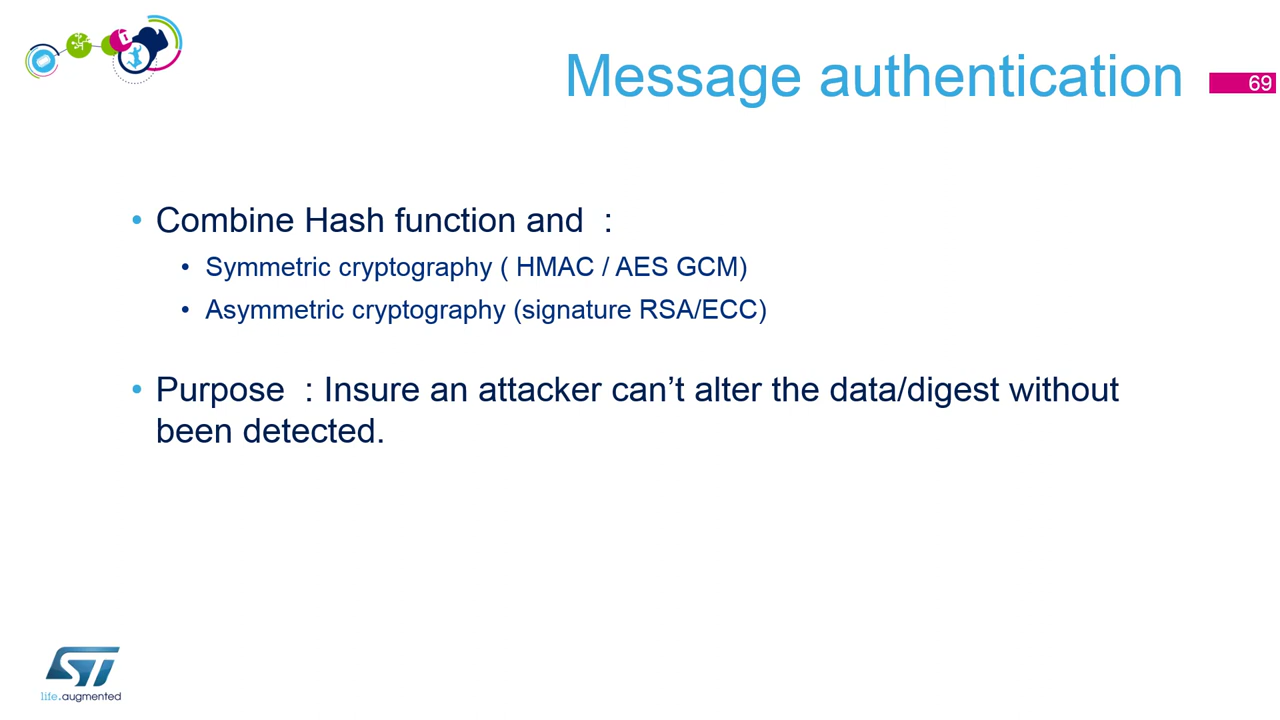 Message authentication
69
• Combine Hash function and  :
• Symmetric cryptography ( HMAC / AES GCM)
• Asymmetric cryptography (signature RSA/ECC)
• Purpose  : Insure an attacker can’t alter the data/digest without
been detected.
ST
life.augmented